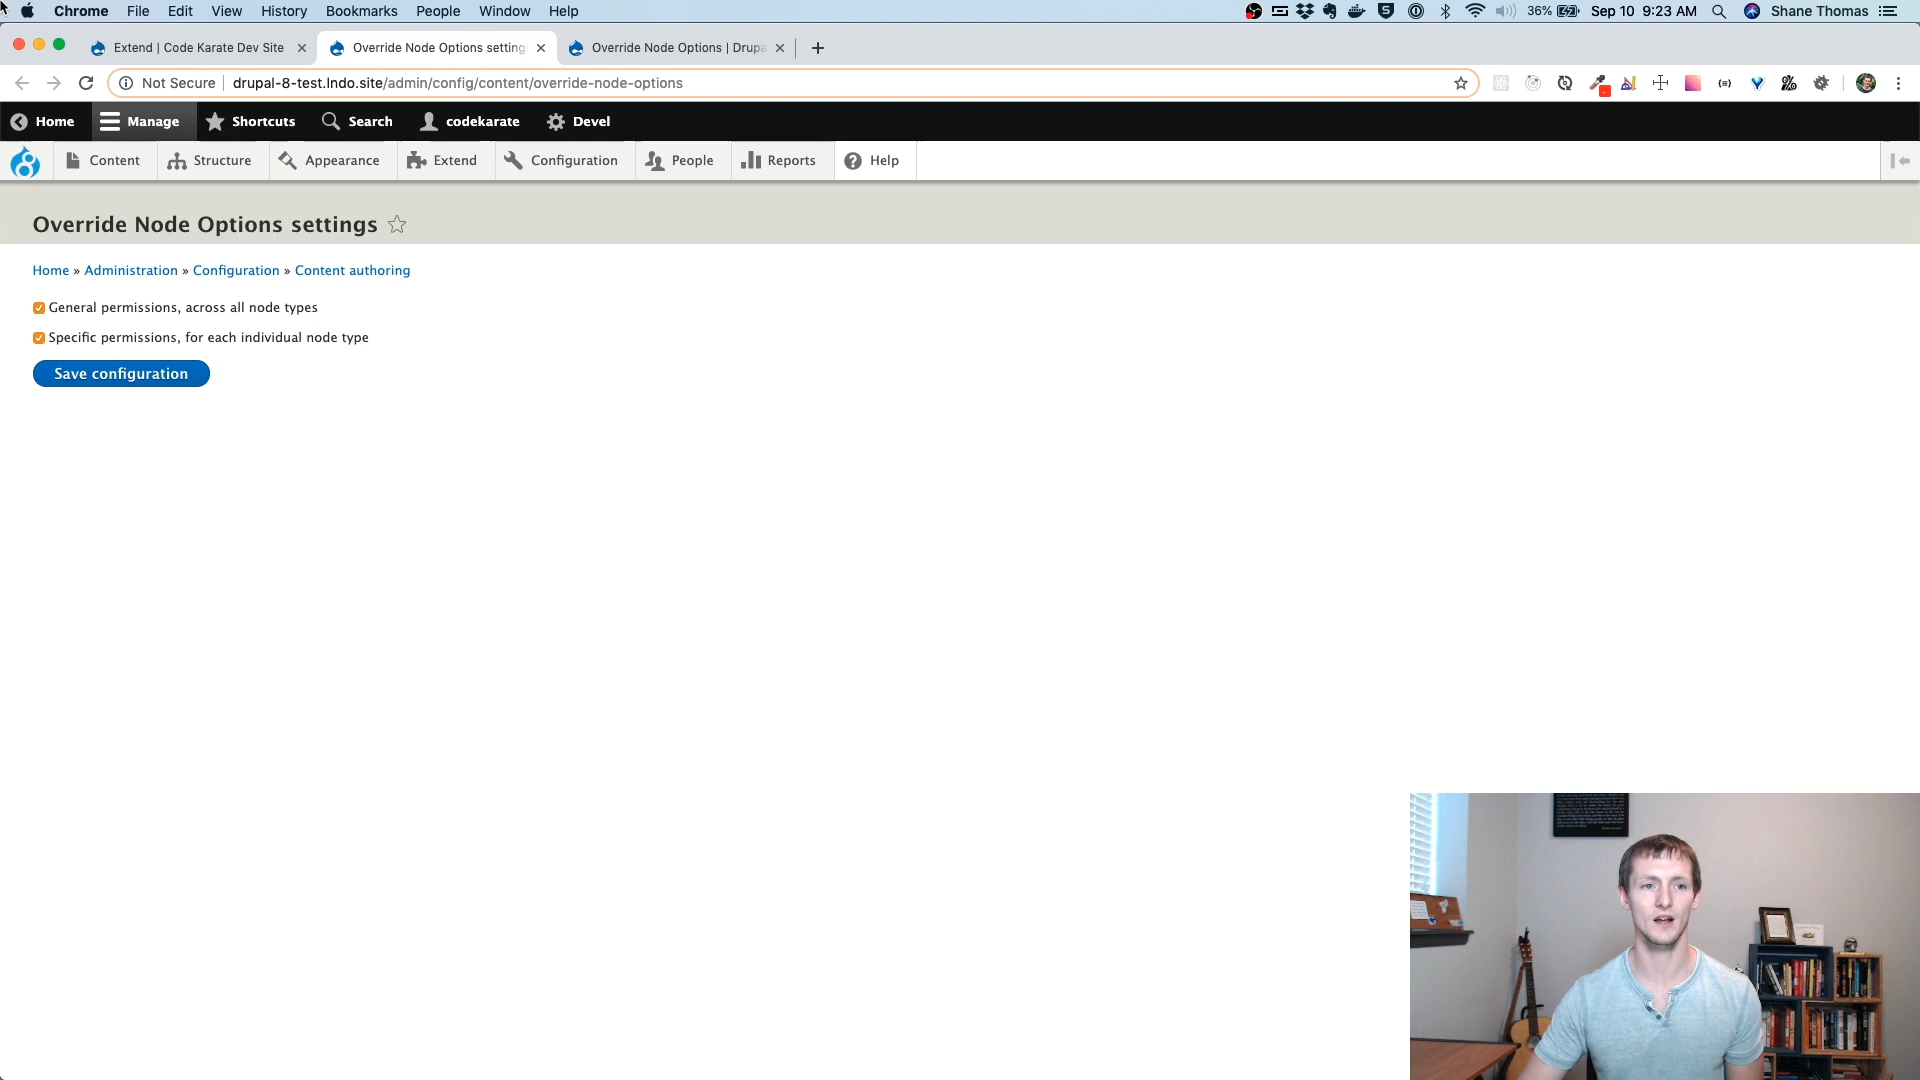 Chrome File Edit View History Bookmarks People Window Help 36% Sep 10 9:23 AM Shane Thomas
Extend | Code Karate Dev Site Override Node Options setting Override Node Options | Drupa
Not Secure drupal-8-test.lndo.site/admin/config/content/override-node-options
Home Manage Shortcuts Search codekarate Devel
Content Structure Appearance Extend Configuration People Reports Help
Override Node Options settings
Home » Administration » Configuration » Content authoring
General permissions, across all node types
Specific permissions, for each individual node type
Save configuration